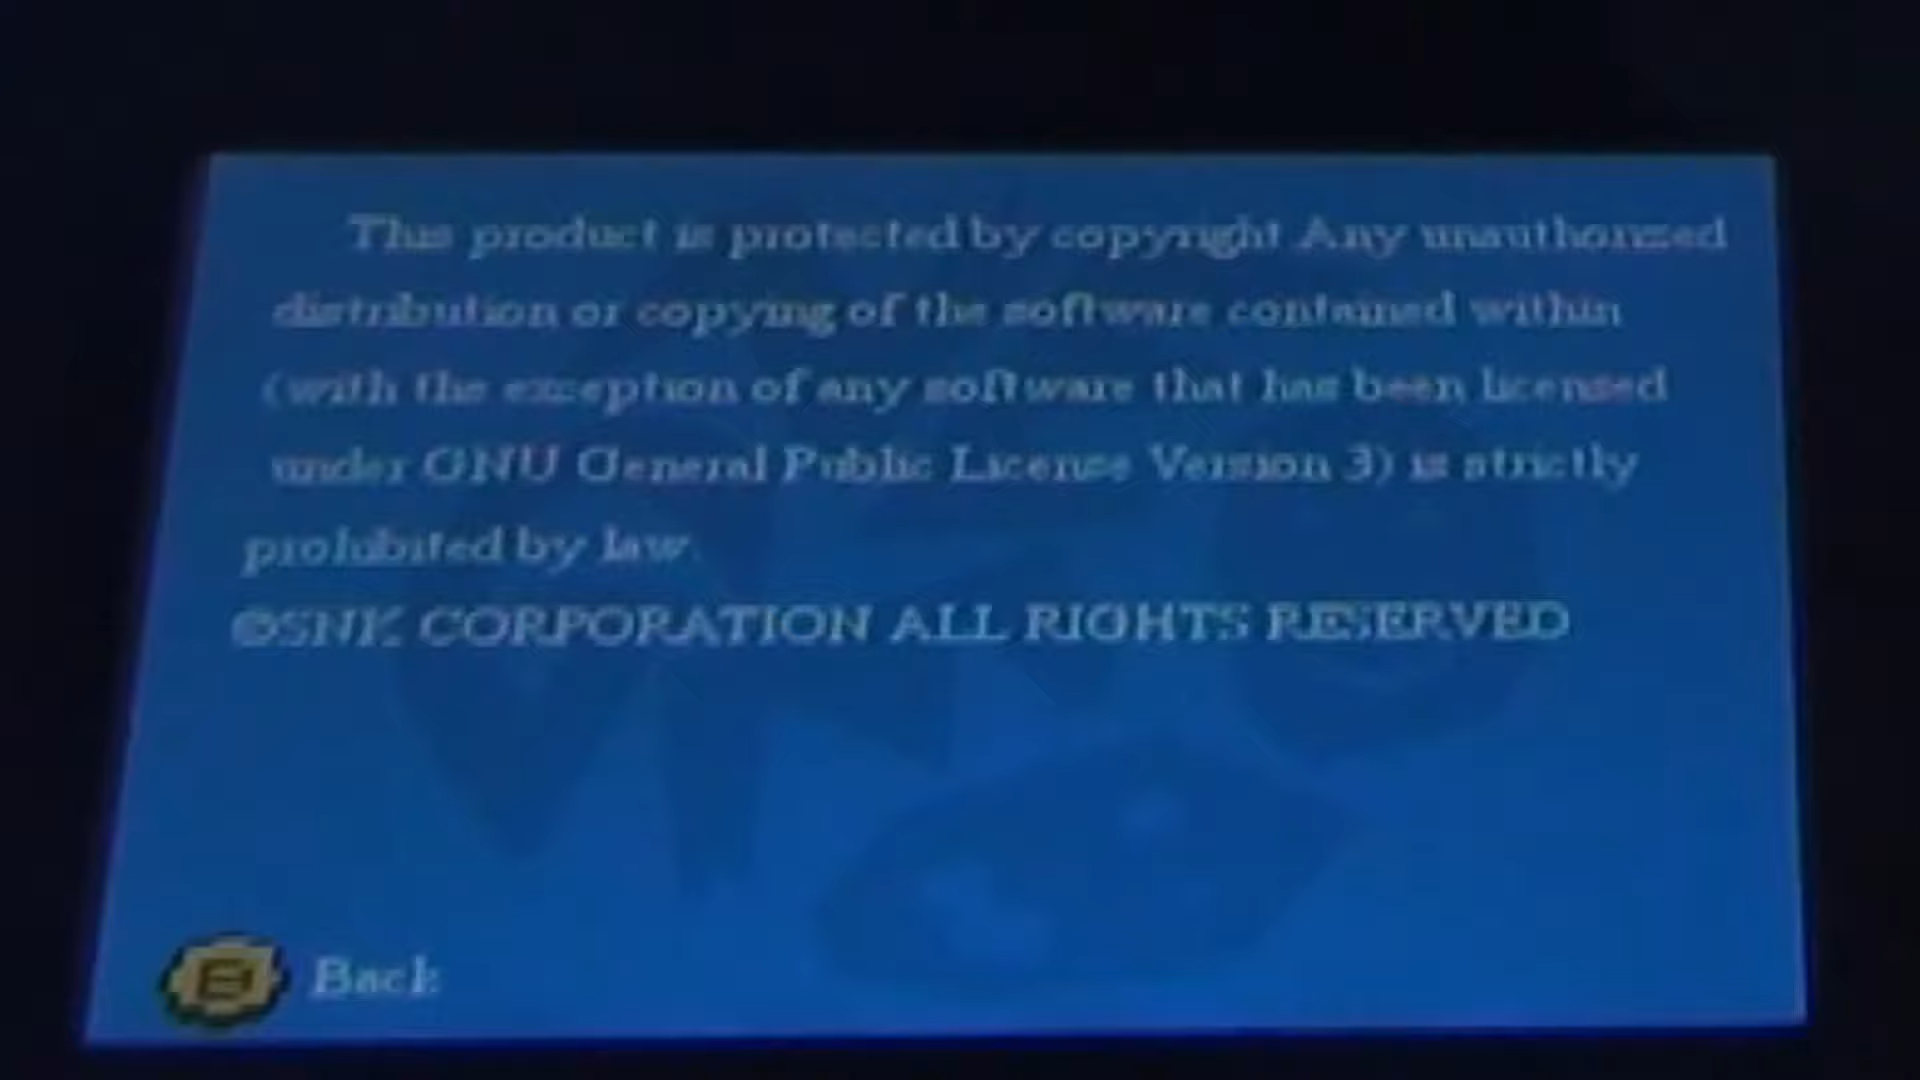 This product is protected by copyright Any unauthorized
distribution or copying of the software contained within
(with the exception of any software that has been licensed
under GNU General Public License Version 3) is strictly
prohibited by law.
©SNK CORPORATION ALL RIGHTS RESERVED
B Back